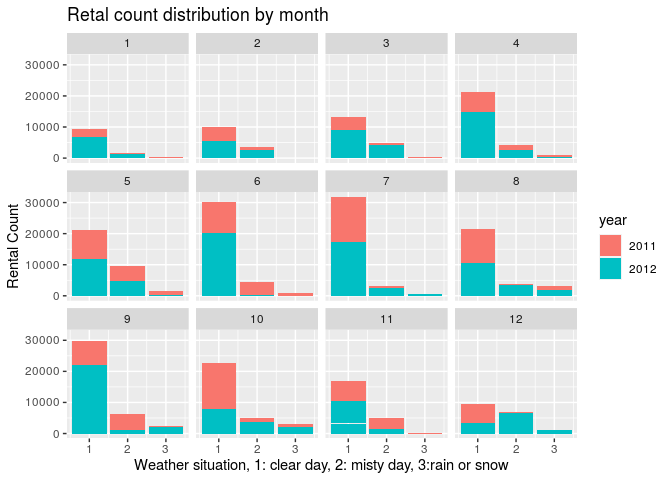 Retal count distribution by month
1 2 3 4
30000
20000
10000
0
5 6 7 8
30000
20000
10000
0
9 10 11 12
30000
20000
10000
0
1 2 3 1 2 3 1 2 3 1 2 3
Rental Count
Weather situation, 1: clear day, 2: misty day, 3:rain or snow
year
2011
2012